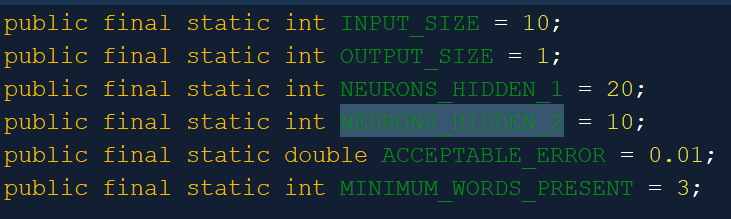 public final static int INPUT_SIZE = 10;
public final static int OUTPUT_SIZE = 1;
public final static int NEURONS_HIDDEN_1 = 20;
public final static int NEURONS_HIDDEN_2 = 10;
public final static double ACCEPTABLE_ERROR = 0.01;
public final static int MINIMUM_WORDS_PRESENT = 3;